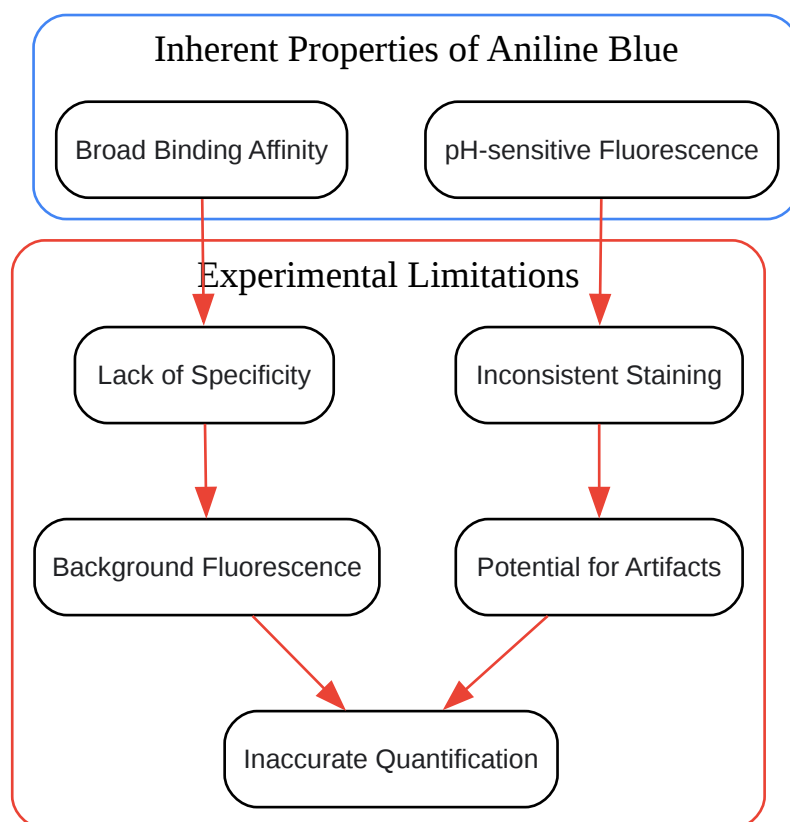 Inherent Properties of Aniline Blue
Broad Binding Affinity
pH-sensitive Fluorescence
Experimental Limitations
Lack of Specificity
Inconsistent Staining
Background Fluorescence
Potential for Artifacts
Inaccurate Quantification